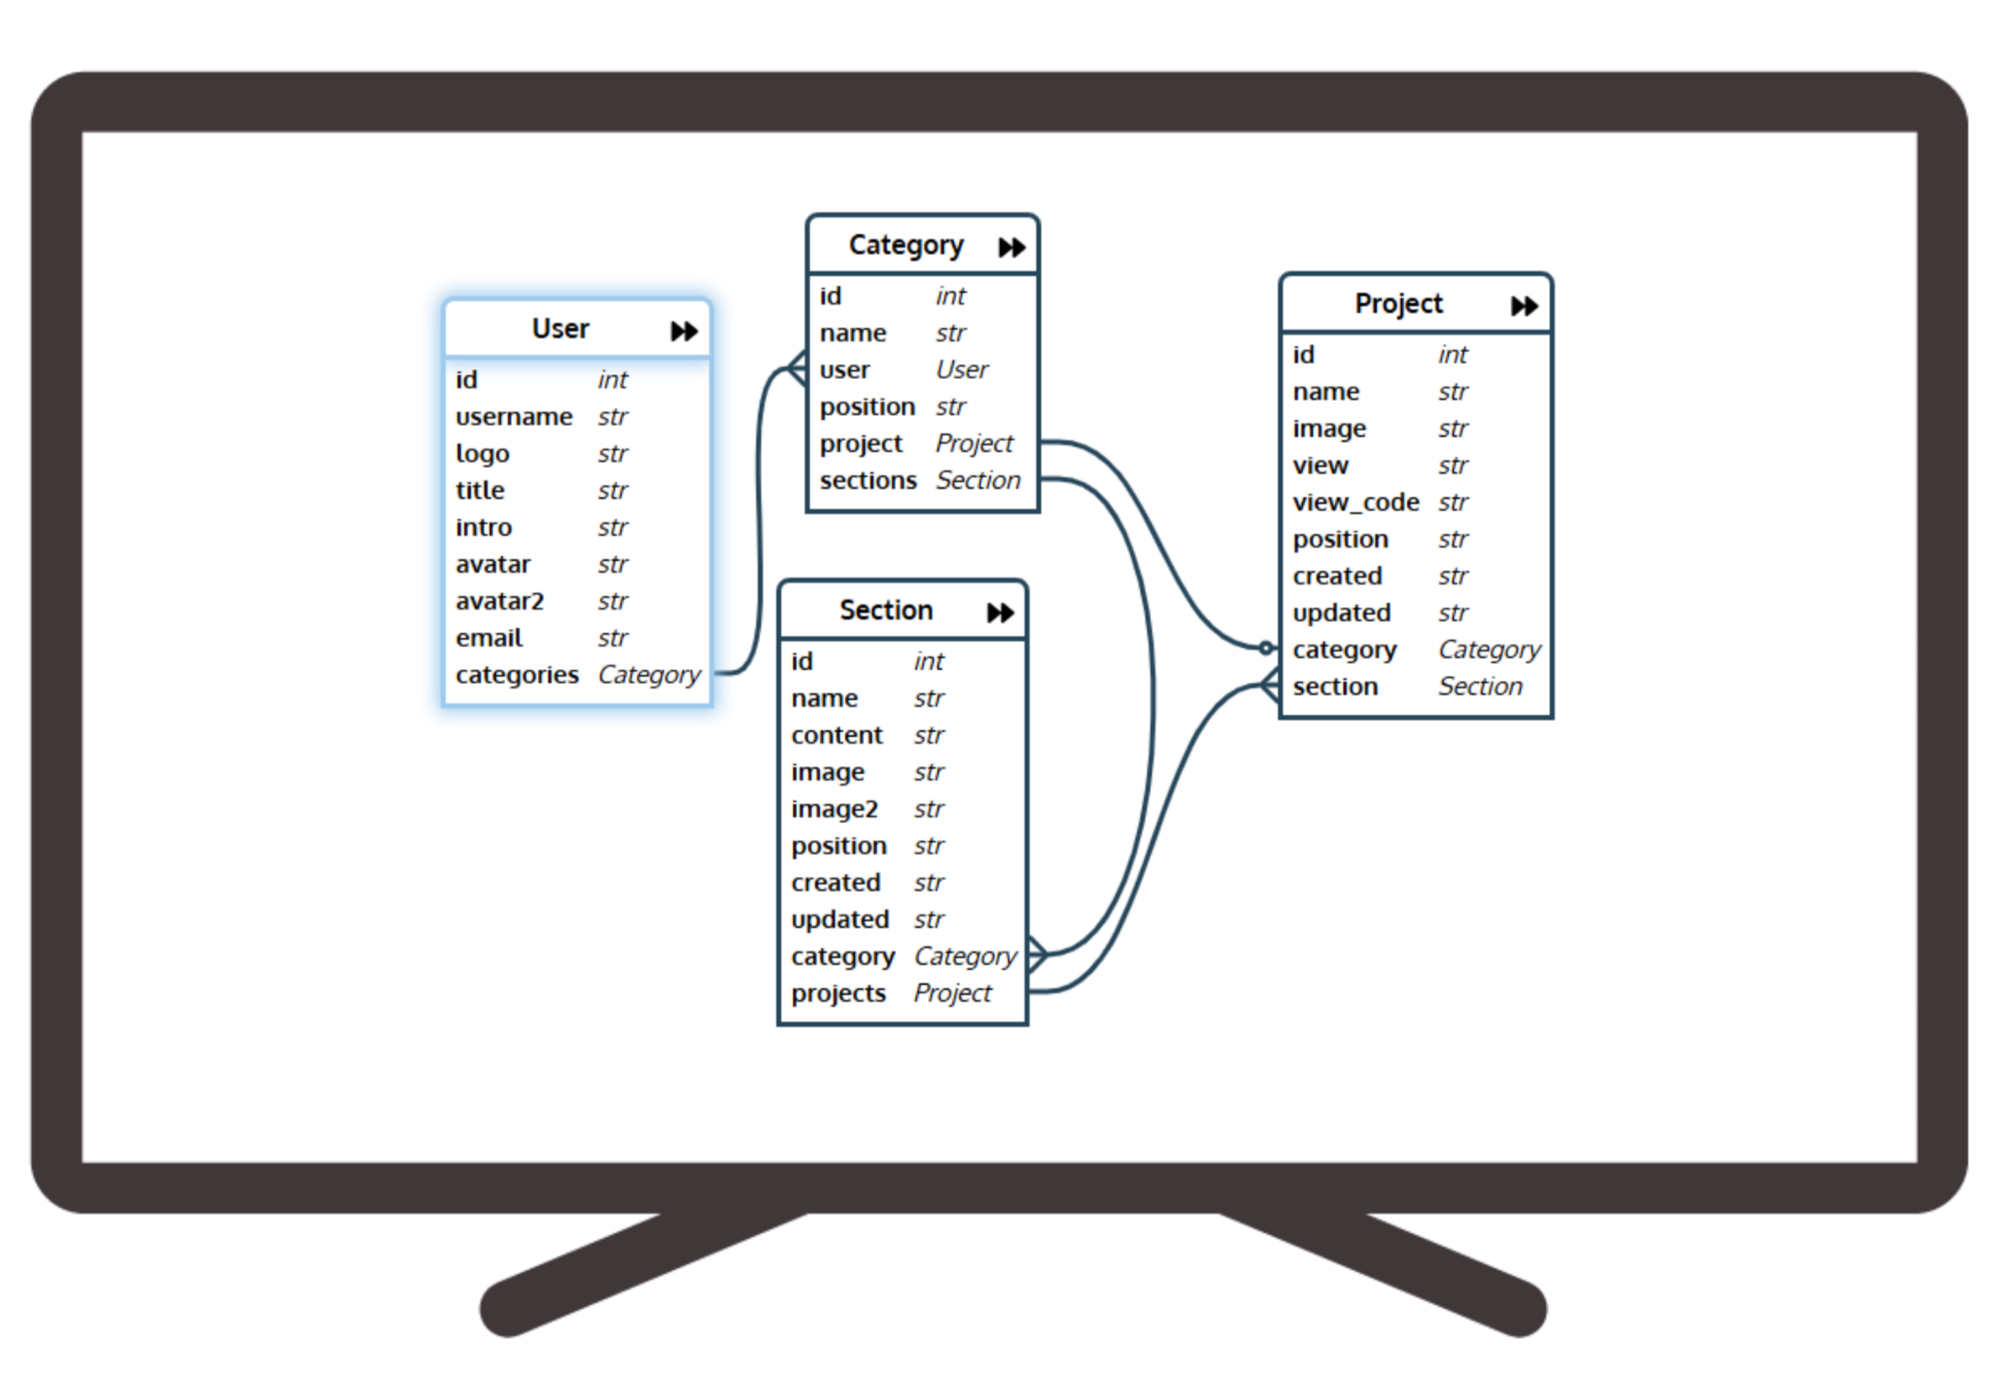 User
id int
username str
logo str
title str
intro str
avatar str
avatar2 str
email str
categories Category
Category
id int
name str
user User
position str
project Project
sections Section
Section
id int
name str
content str
image str
image2 str
position str
created str
updated str
category Category
projects Project
Project
id int
name str
image str
view str
view_code str
position str
created str
updated str
category Category
section Section